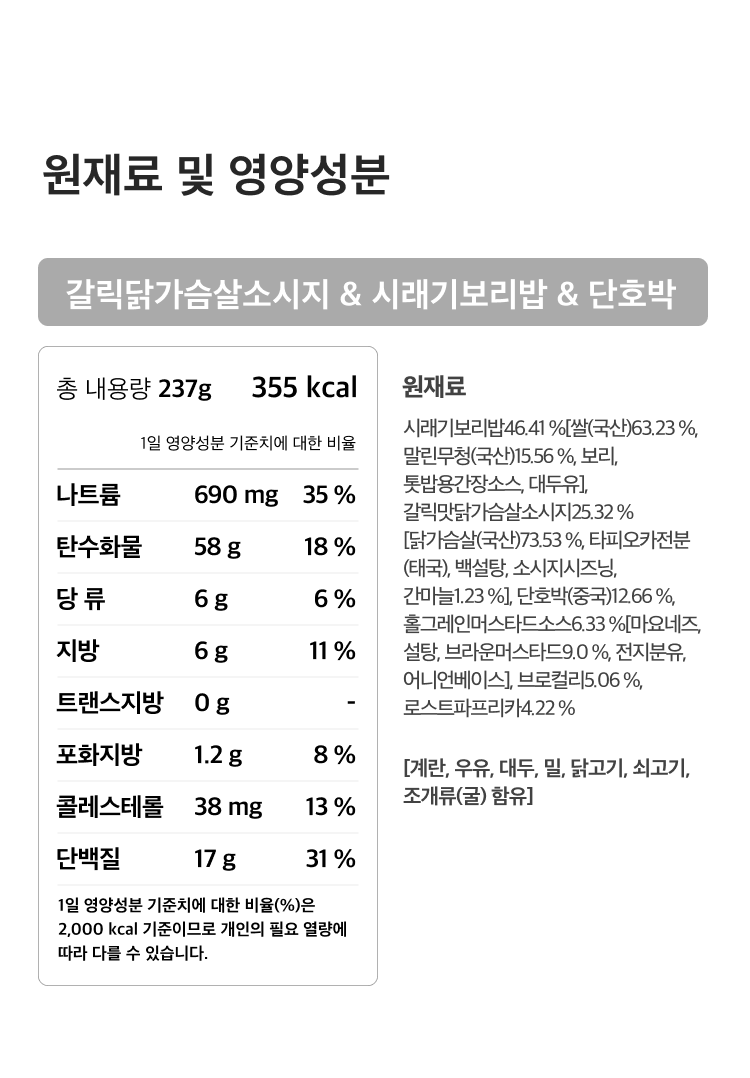 원재료 및 영양성분
갈릭닭가슴살소시지 & 시래기보리밥 & 단호박
총 내용량 237g 355 kcal
1일 영양성분 기준치에 대한 비율
나트륨 690 mg 35 %
탄수화물 58 g 18 %
당 류 6 g 6 %
지방 6 g 11 %
트랜스지방 0 g -
포화지방 1.2 g 8 %
콜레스테롤 38 mg 13 %
단백질 17 g 31 %
1일 영양성분 기준치에 대한 비율(%)은
2,000 kcal 기준이므로 개인의 필요 열량에
따라 다를 수 있습니다.
원재료
시래기보리밥46.41 %[쌀(국산)63.23 %,
말린무청(국산)15.56 %, 보리,
톳밥용간장소스, 대두유],
갈릭맛닭가슴살소시지25.32 %
[닭가슴살(국산)73.53 %, 타피오카전분
(태국), 백설탕, 소시지시즈닝,
간마늘1.23 %], 단호박(중국)12.66 %,
홀그레인머스타드소스6.33 %[마요네즈,
설탕, 브라운머스타드9.0 %, 전지분유,
어니언베이스], 브로컬리5.06 %,
로스트파프리카4.22 %
[계란, 우유, 대두, 밀, 닭고기, 쇠고기,
조개류(굴) 함유]